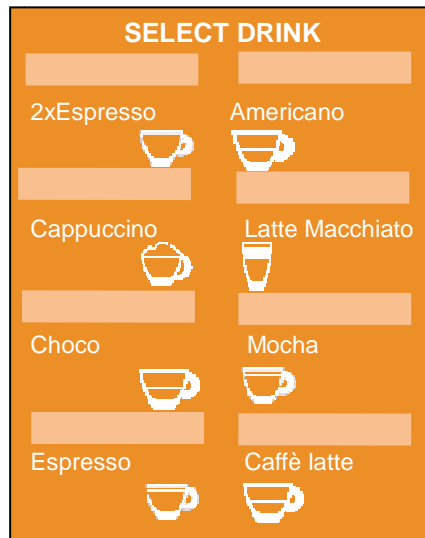 SELECT DRINK
2xEspresso Americano
Cappuccino Latte Macchiato
Choco Mocha
Espresso Caffè latte